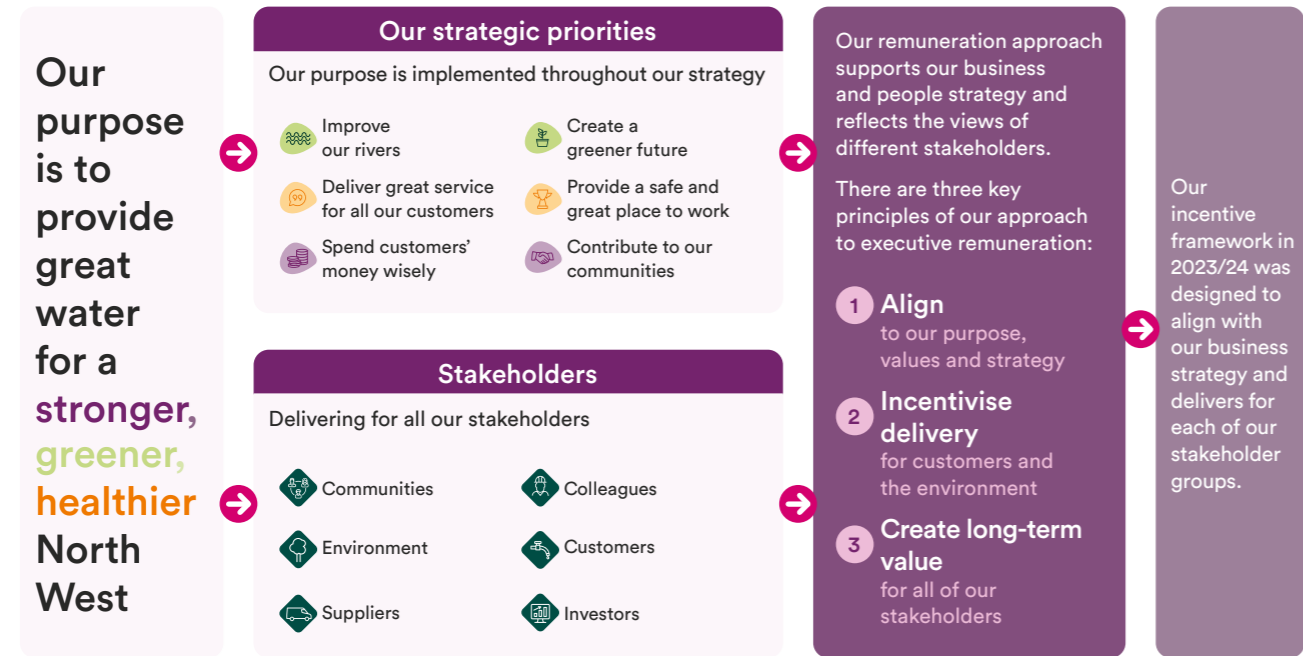 Our
purpose
is to
provide
great
water
for a
stronger,
greener,
healthier
North
West
Our strategic priorities
Our purpose is implemented throughout our strategy
Improve
our rivers
Create a
greener future
Deliver great service
for all our customers
Provide a safe and
great place to work
Spend customers'
money wisely
Contribute to our
communities
Stakeholders
Delivering for all our stakeholders
Communities
Colleagues
Environment
Customers
Suppliers
Investors
Our remuneration approach
supports our business
and people strategy and
reflects the views of
different stakeholders.
There are three key
principles of our approach
to executive remuneration:
1 Align
to our purpose,
values and strategy
2 Incentivise
delivery
for customers and
the environment
3 Create long-term
value
for all of our
stakeholders
Our
incentive
framework in
2023/24 was
designed to
align with
our business
strategy and
delivers for
each of our
stakeholder
groups.